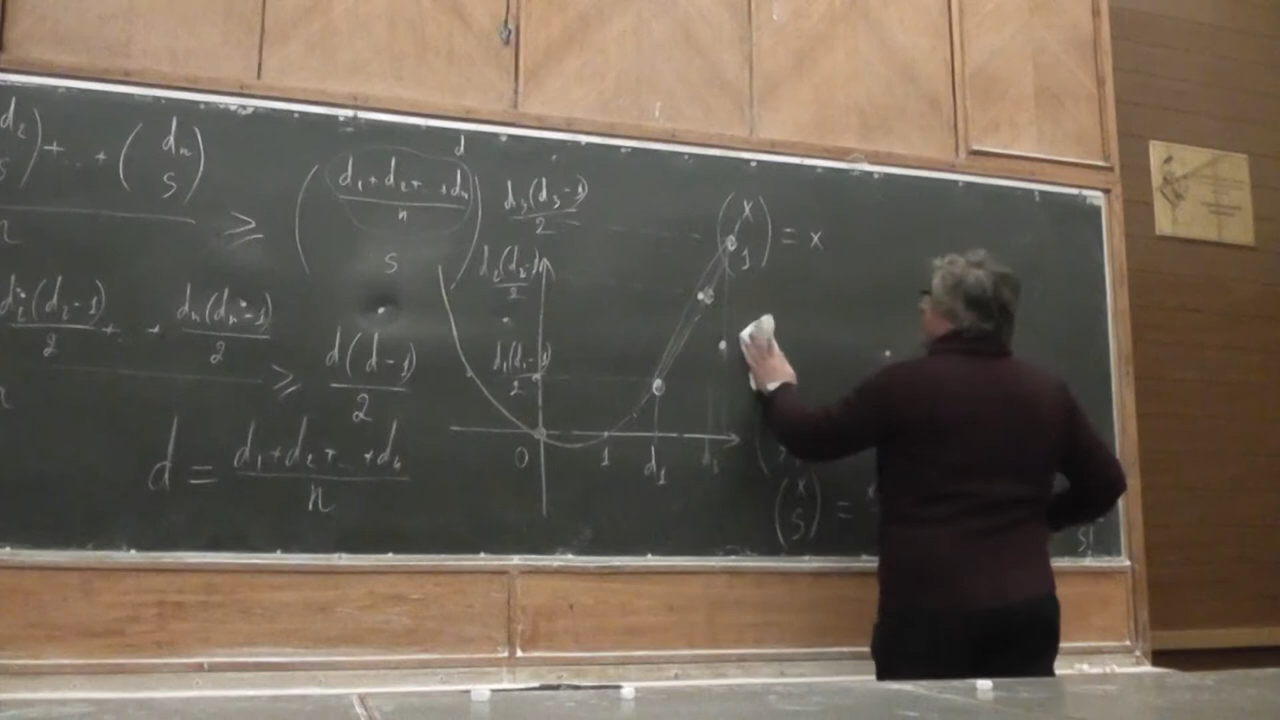 d₂ s ) + .. + ( dₙ s ) / n ≥ ( d₁+d₂+..+dₙ / n s )
d
d₃(d₃-1) / 2
( x 1 ) = x
d₂(d₂-1) / 2
d₂(d₂-1) / 2 + .. + dₙ(dₙ-1) / 2 / n ≥ d(d-1) / 2
d₁(d₁-1) / 2
d = d₁+d₂+..+dₙ / n
0 1 d₁
( x s ) =
s!